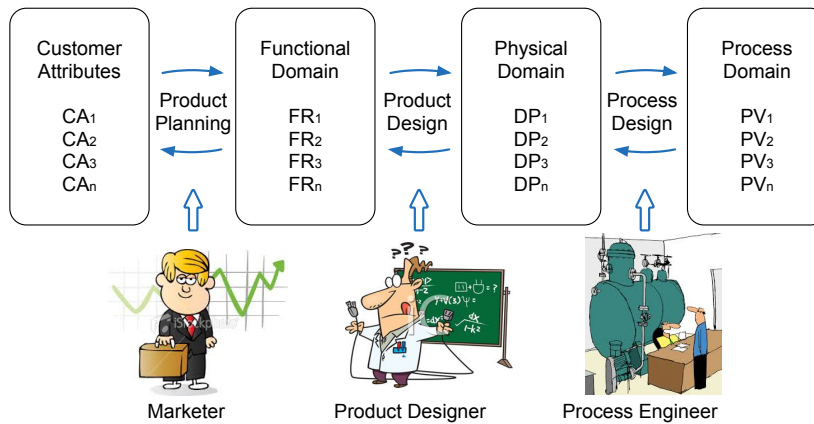 Customer
Attributes
CA1
CA2
CA3
CAn
Product
Planning
Functional
Domain
FR1
FR2
FR3
FRn
Product
Design
Physical
Domain
DP1
DP2
DP3
DPn
Process
Design
Process
Domain
PV1
PV2
PV3
PVn
???
Marketer
Product Designer
Process Engineer